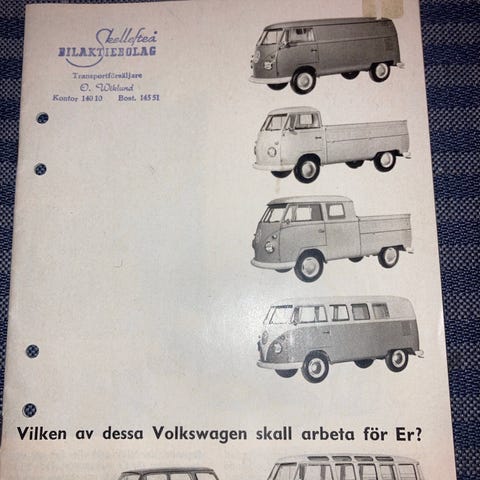 Skellefteå
BILAKTIEBOLAG
Transportförsäljare
O. Wiklund
Kontor 140 10 Bost. 145 51
Vilken av dessa Volkswagen skall arbeta för Er?